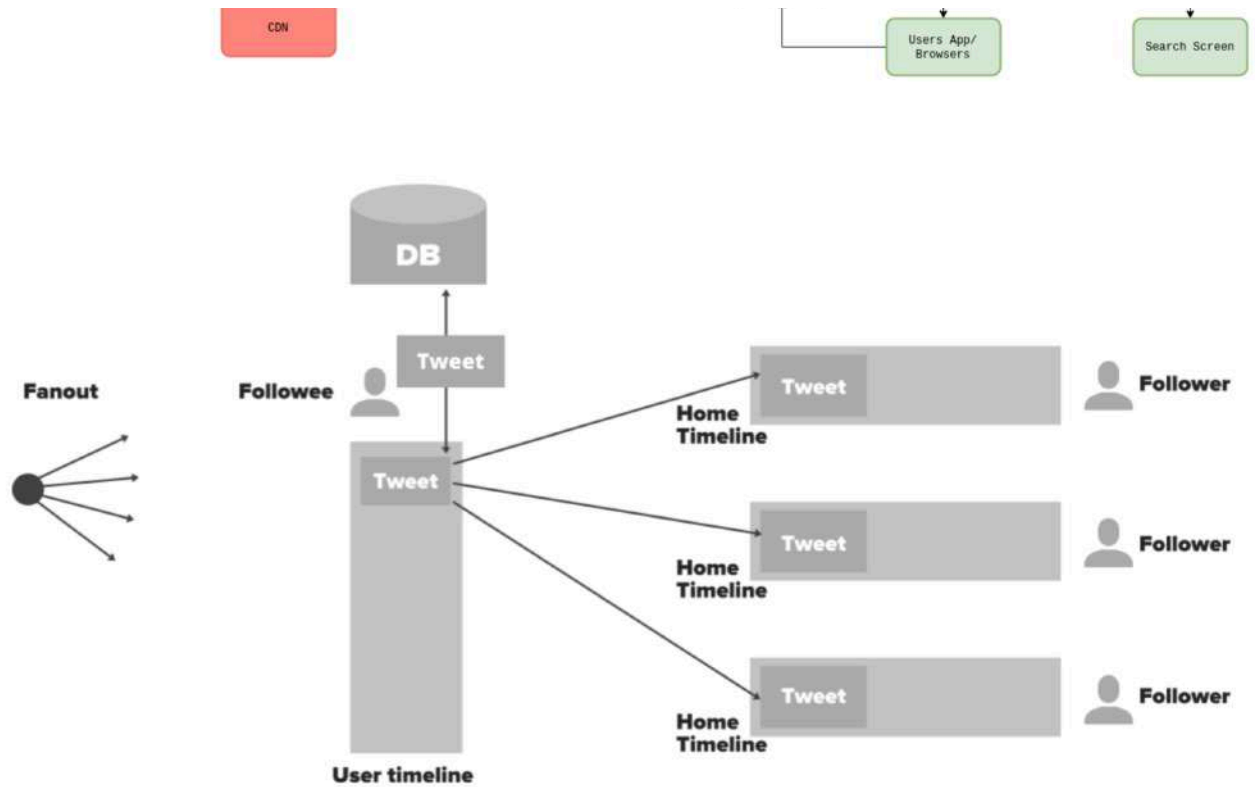 CDN
Users App/
Browsers
Search Screen
DB
Tweet
Fanout
Followee
Tweet
Follower
Home
Timeline
Tweet
Tweet
Follower
Home
Timeline
Tweet
Follower
Home
Timeline
User timeline